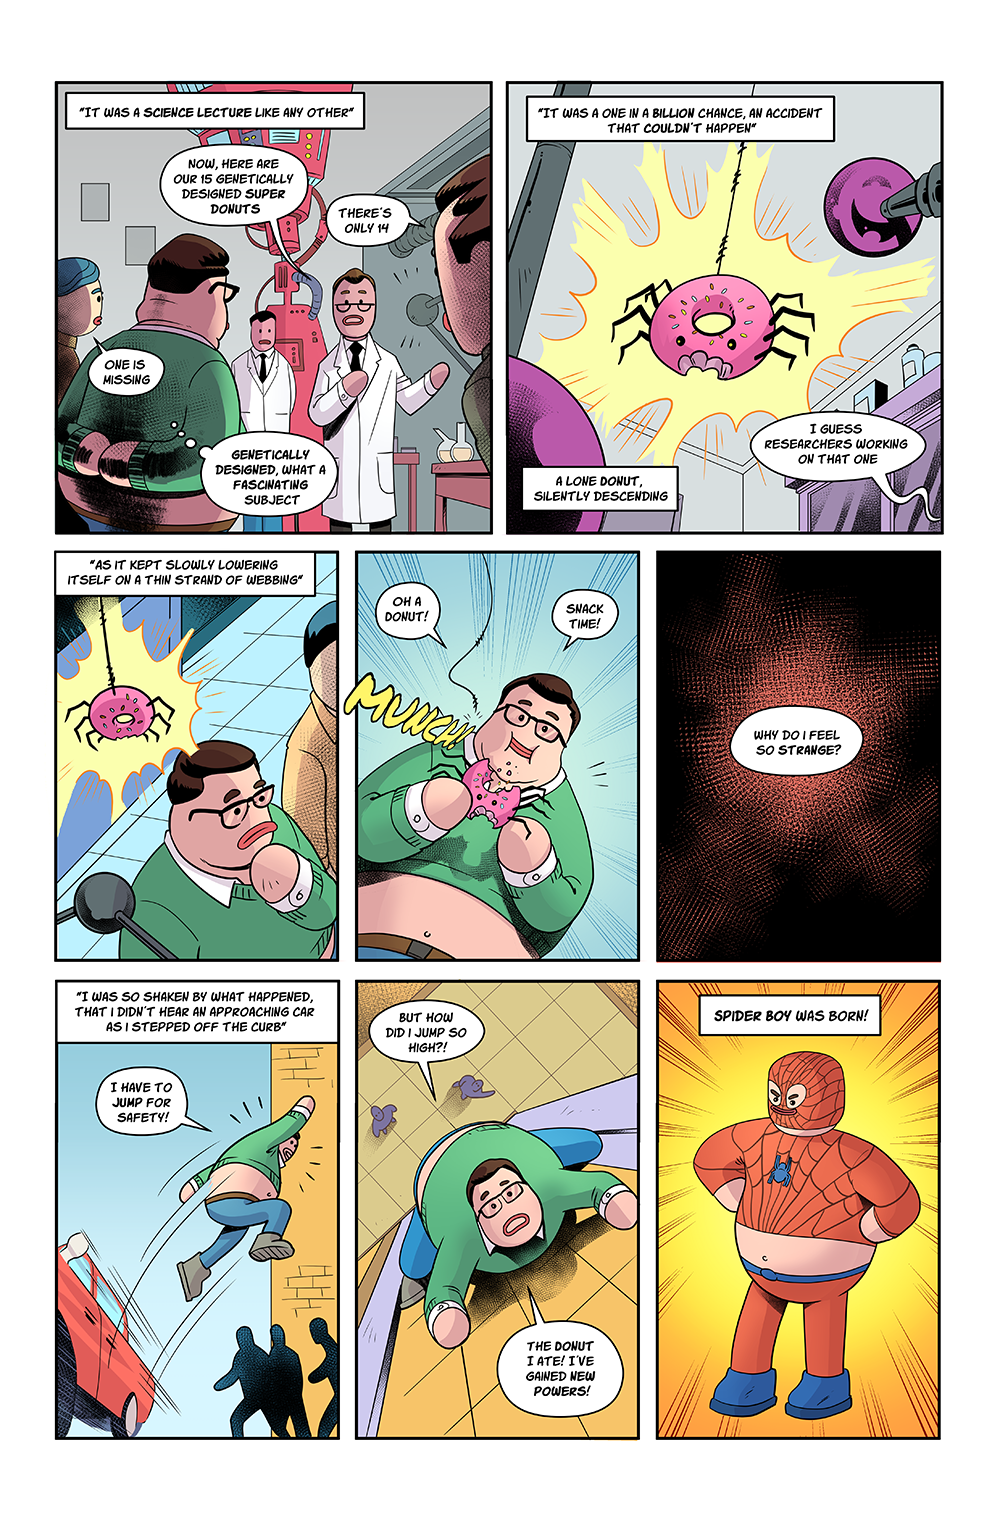 "IT WAS A SCIENCE LECTURE LIKE ANY OTHER"
NOW, HERE ARE
OUR 15 GENETICALLY
DESIGNED SUPER
DONUTS
THERE'S
ONLY 14
ONE IS
MISSING
GENETICALLY
DESIGNED, WHAT A
FASCINATING
SUBJECT
"IT WAS A ONE IN A BILLION CHANCE, AN ACCIDENT
THAT COULDN'T HAPPEN"
I GUESS
RESEARCHERS WORKING
ON THAT ONE
A LONE DONUT,
SILENTLY DESCENDING
"AS IT KEPT SLOWLY LOWERING
ITSELF ON A THIN STRAND OF WEBBING"
OH A
DONUT!
SNACK
TIME!
MUNCH!
WHY DO I FEEL
SO STRANGE?
"I WAS SO SHAKEN BY WHAT HAPPENED,
THAT I DIDN'T HEAR AN APPROACHING CAR
AS I STEPPED OFF THE CURB"
I HAVE TO
JUMP FOR
SAFETY!
BUT HOW
DID I JUMP SO
HIGH?!
THE DONUT
I ATE! I'VE
GAINED NEW
POWERS!
SPIDER BOY WAS BORN!